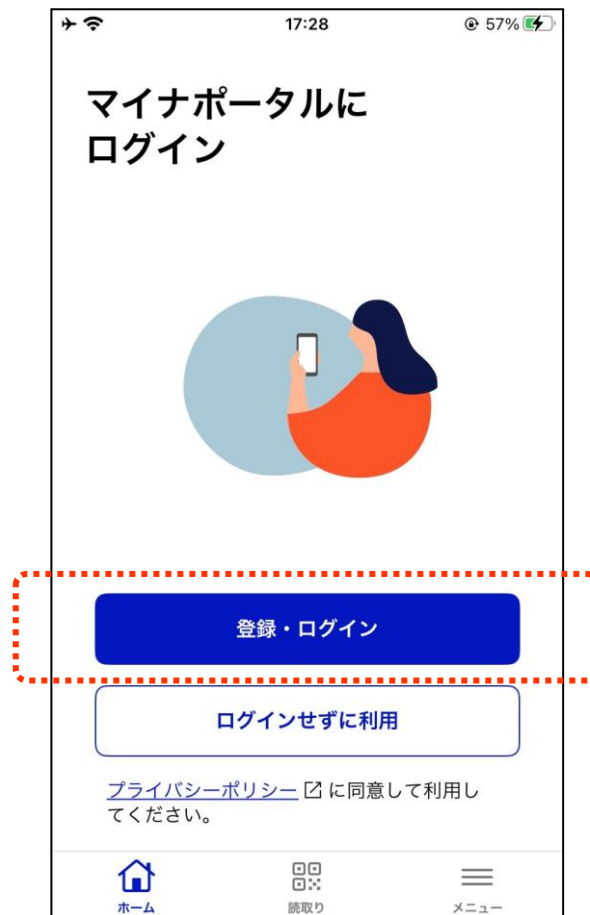 17:28
57%
マイナポータルに
ログイン
登録・ログイン
ログインせずに利用
プライバシーポリシー に同意して利用し
てください。
ホーム
読取り
メニュー